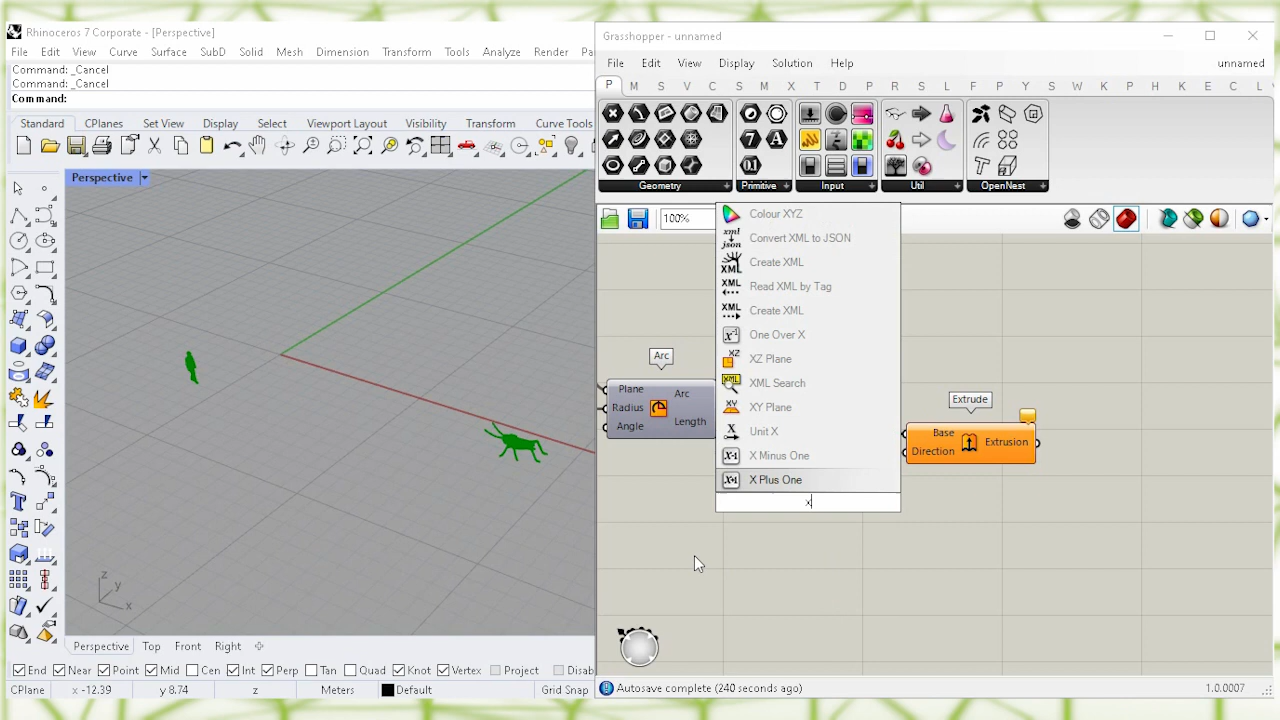 Rhinoceros 7 Corporate - [Perspective]
File Edit View Curve Surface SubD Solid Mesh Dimension Transform Tools Analyze Render Pa
Command: _Cancel
Command: _Cancel
Command:
Standard CPlanes SetView Display Select Viewport Layout Visibility Transform Curve Tools
Perspective
z
y
x
Perspective Top Front Right
End Near Point Mid Cen Int Perp Tan Quad Knot Vertex Project Disab
CPlane x -12.39 y 8.74 z Meters Default Grid Snap
Grasshopper - unnamed
File Edit View Display Solution Help unnamed
P M S V C S M X T D P R S L S W K P H K E C L V
Geometry Primitive Input Util OpenNest
100%
Colour XYZ
Convert XML to JSON
Create XML
Read XML by Tag
Create XML
One Over X
XZ Plane
XML Search
XY Plane
Unit X
X Minus One
X Plus One
x
Arc
Plane
Radius
Angle
Arc
Length
Extrude
Base
Direction
Extrusion
Autosave complete (240 seconds ago) 1.0.0007